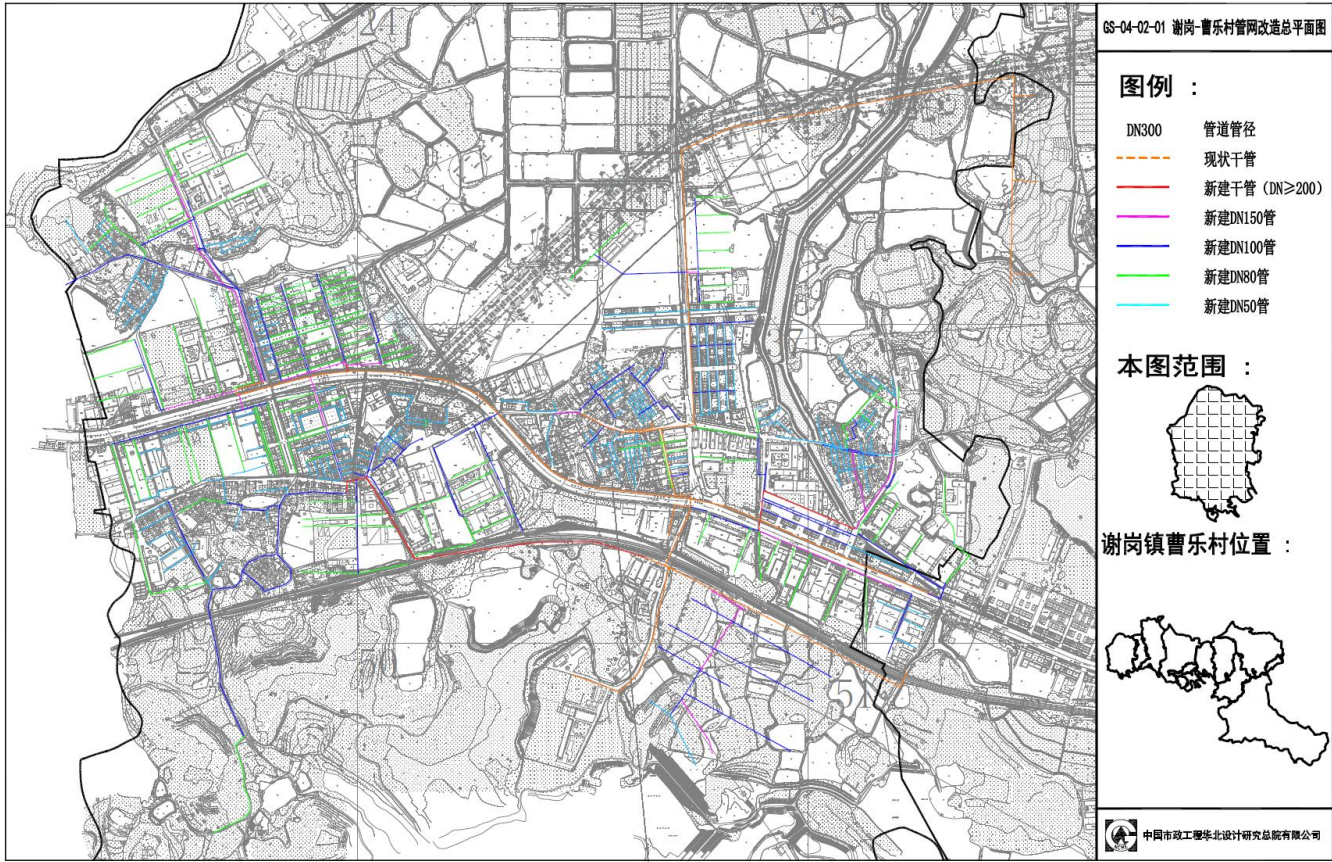 GS-04-02-01 谢岗-曹乐村管网改造总平面图
图例 :
DN300 管道管径
现状干管
新建干管 (DN≥200)
新建DN150管
新建DN100管
新建DN80管
新建DN50管
本图范围 :
谢岗镇曹乐村位置 :
中国市政工程华北设计研究总院有限公司